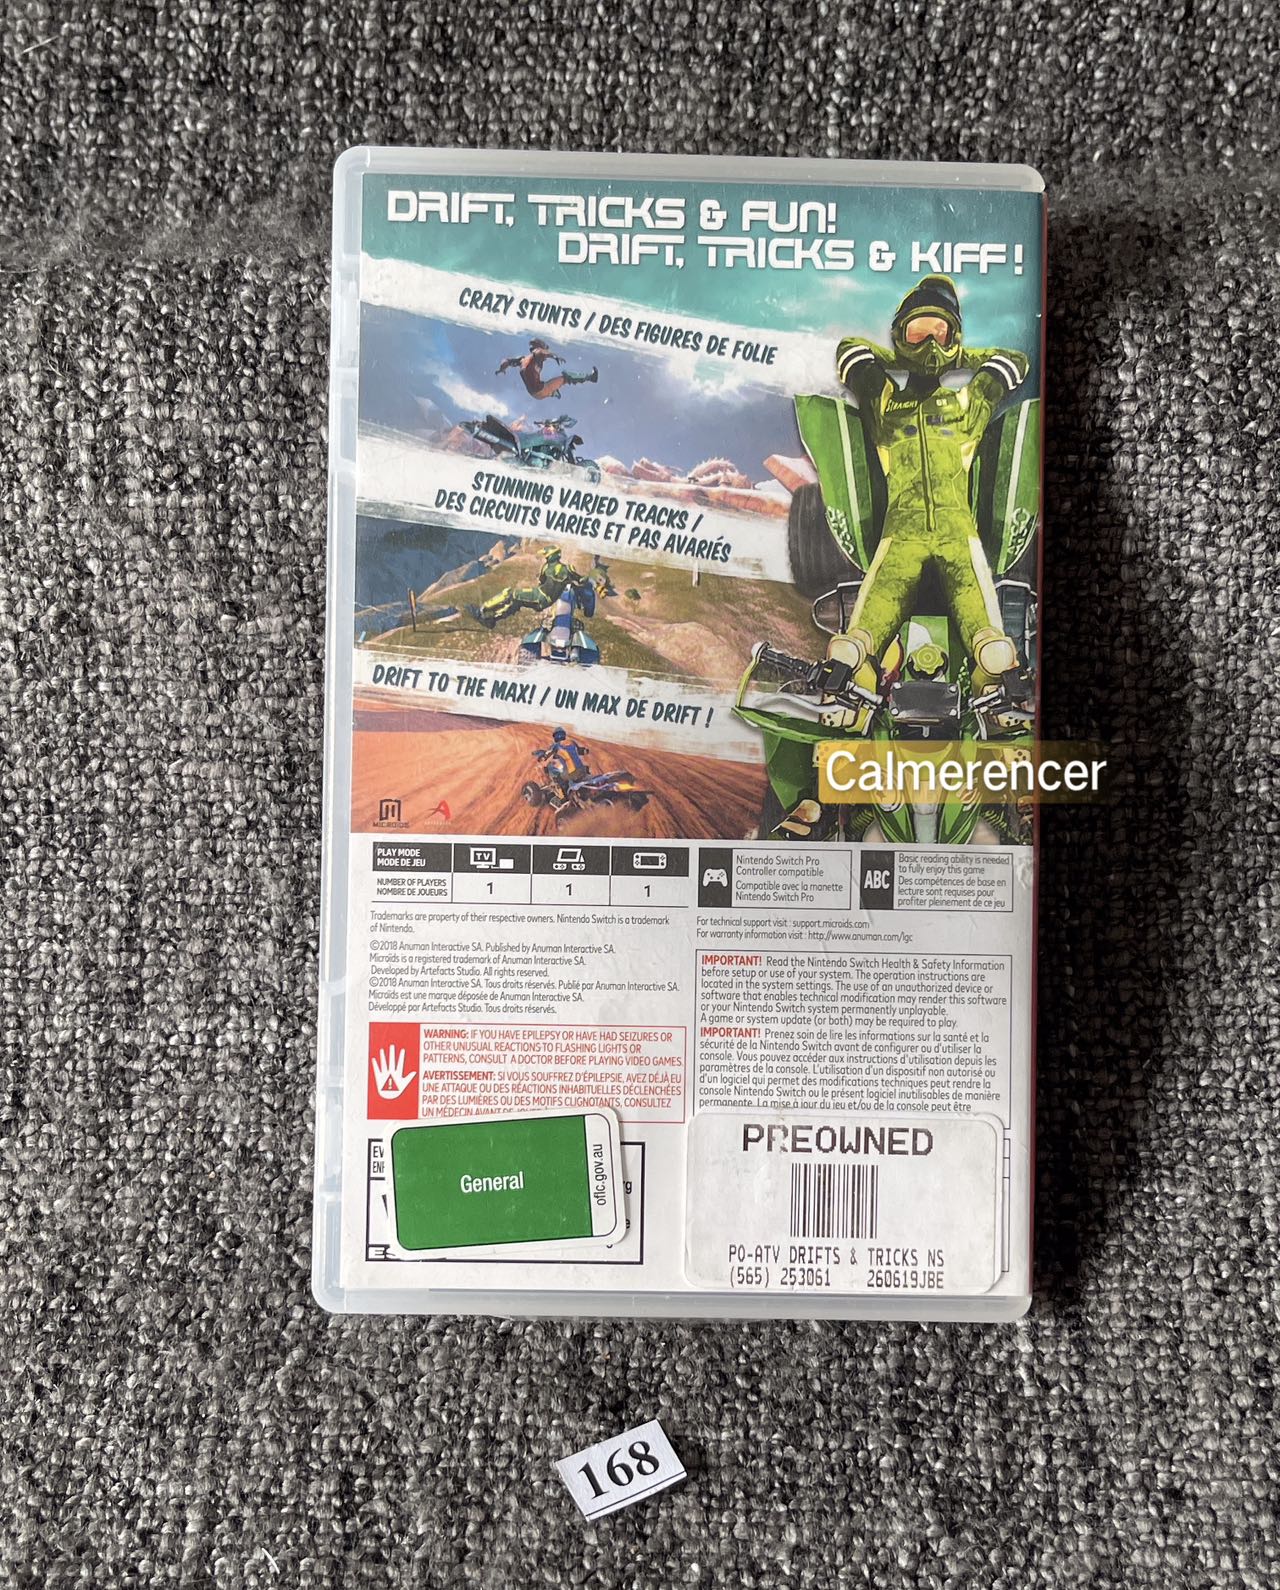 DRIFT, TRICKS & FUN!
DRIFT, TRICKS & KIFF !
CRAZY STUNTS / DES FIGURES DE FOLIE
STUNNING VARIED TRACKS /
DES CIRCUITS VARIES ET PAS AVARIÉS
DRIFT TO THE MAX! / UN MAX DE DRIFT !
Calmerencer
MICROIDS
PLAY MODE
MODE DE JEU
TV
NUMBER OF PLAYERS
NOMBRE DE JOUEURS
1
1
1
Nintendo Switch Pro
Controller compatible
Compatible avec la manette
Nintendo Switch Pro
ABC
Basic reading ability is needed
to fully enjoy this game
Des compétences de base en
lecture sont requises pour
profiter pleinement de ce jeu
Trademarks are property of their respective owners. Nintendo Switch is a trademark
of Nintendo.
©2018 Anuman Interactive SA. Published by Anuman Interactive SA.
Microïds is a registered trademark of Anuman Interactive SA.
Developed by Artefacts Studio. All rights reserved.
©2018 Anuman Interactive SA. Tous droits réservés. Publié par Anuman Interactive SA.
Microïds est une marque déposée de Anuman Interactive SA.
Développé par Artefacts Studio. Tous droits réservés.
For technical support visit : support.microids.com
For warranty information visit : http://www.anuman.com/lgc
WARNING: IF YOU HAVE EPILEPSY OR HAVE HAD SEIZURES OR
OTHER UNUSUAL REACTIONS TO FLASHING LIGHTS OR
PATTERNS, CONSULT A DOCTOR BEFORE PLAYING VIDEO GAMES.
AVERTISSEMENT: SI VOUS SOUFFREZ D'ÉPILEPSIE, AVEZ DÉJÀ EU
UNE ATTAQUE OU DES RÉACTIONS INHABITUELLES DÉCLENCHÉES
PAR DES LUMIÈRES OU DES MOTIFS CLIGNOTANTS, CONSULTEZ
UN MÉDECIN AVANT DE
IMPORTANT! Read the Nintendo Switch Health & Safety Information
before setup or use of your system. The operation instructions are
located in the system settings. The use of an unauthorized device or
software that enables technical modification may render this software
or your Nintendo Switch system permanently unplayable.
A game or system update (or both) may be required to play.
IMPORTANT! Prenez soin de lire les informations sur la santé et la
sécurité de la Nintendo Switch avant de configurer ou d'utiliser la
console. Vous pouvez accéder aux instructions d'utilisation depuis les
paramètres de la console. L'utilisation d'un dispositif non autorisé ou
d'un logiciel qui permet des modifications techniques peut rendre la
console Nintendo Switch ou le présent logiciel inutilisables de manière
permanente. La mise à jour du jeu et/ou de la console peut être
General
oflc.gov.au
PREOWNED
PO-ATV DRIFTS & TRICKS NS
(565) 253061 260619JBE
168